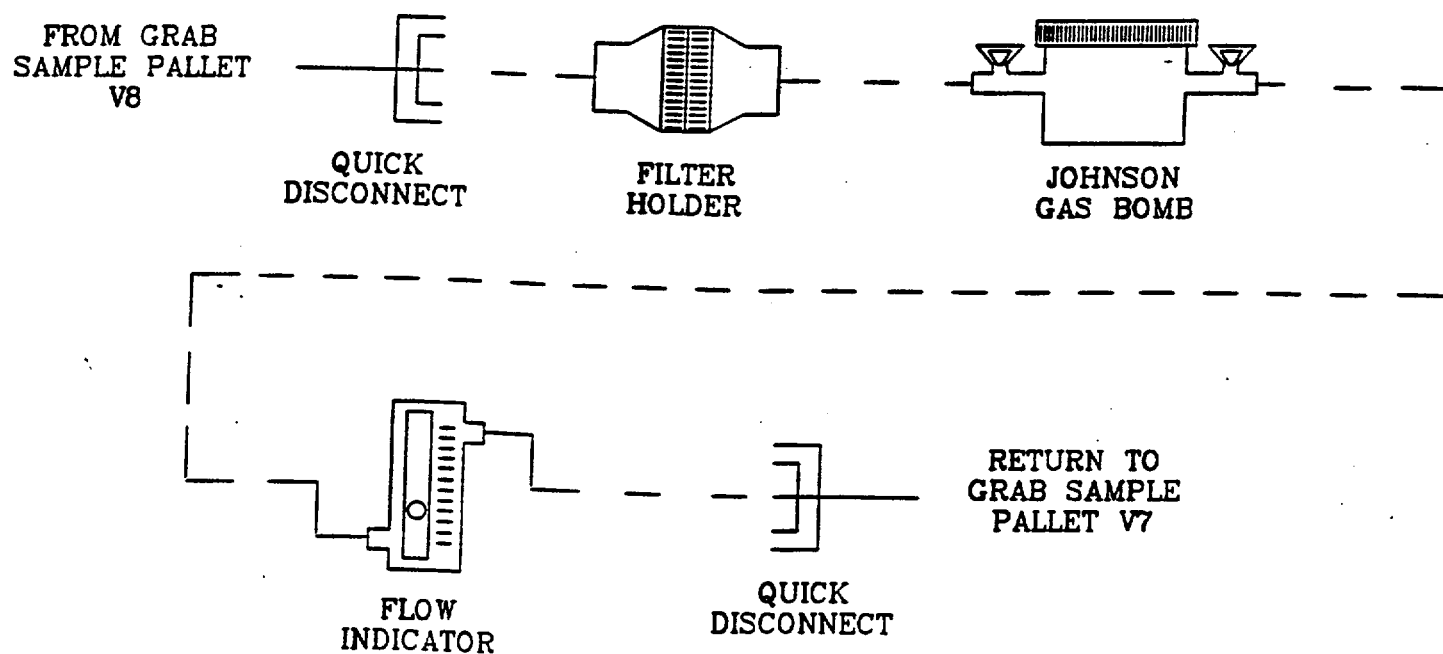 FROM GRAB
SAMPLE PALLET
V8
QUICK
DISCONNECT
FILTER
HOLDER
JOHNSON
GAS BOMB
FLOW
INDICATOR
QUICK
DISCONNECT
RETURN TO
GRAB SAMPLE
PALLET V7